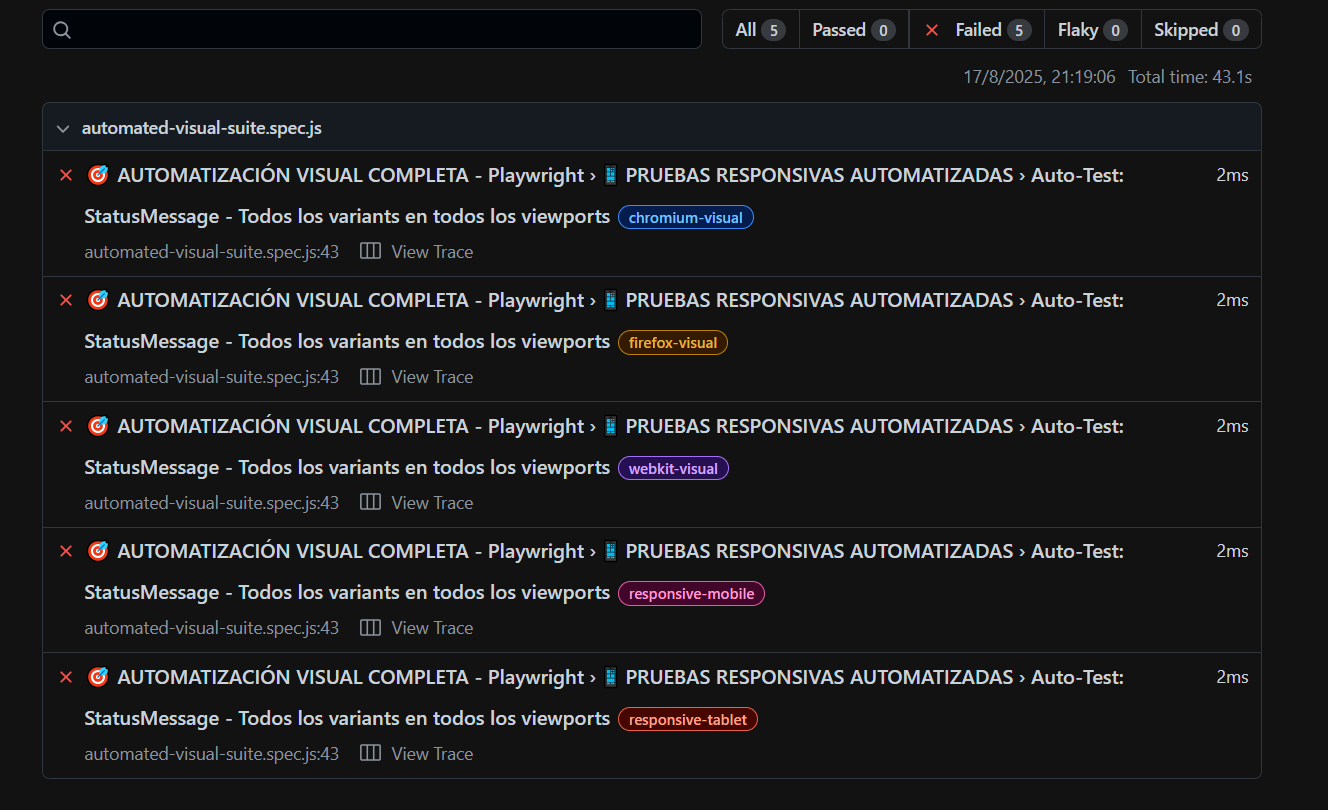 All 5 Passed 0 Failed 5 Flaky 0 Skipped 0
17/8/2025, 21:19:06 Total time: 43.1s
automated-visual-suite.spec.js
🎯 AUTOMATIZACIÓN VISUAL COMPLETA - Playwright › 📱 PRUEBAS RESPONSIVAS AUTOMATIZADAS › Auto-Test: 2ms
StatusMessage - Todos los variants en todos los viewports chromium-visual
automated-visual-suite.spec.js:43 View Trace
🎯 AUTOMATIZACIÓN VISUAL COMPLETA - Playwright › 📱 PRUEBAS RESPONSIVAS AUTOMATIZADAS › Auto-Test: 2ms
StatusMessage - Todos los variants en todos los viewports firefox-visual
automated-visual-suite.spec.js:43 View Trace
🎯 AUTOMATIZACIÓN VISUAL COMPLETA - Playwright › 📱 PRUEBAS RESPONSIVAS AUTOMATIZADAS › Auto-Test: 2ms
StatusMessage - Todos los variants en todos los viewports webkit-visual
automated-visual-suite.spec.js:43 View Trace
🎯 AUTOMATIZACIÓN VISUAL COMPLETA - Playwright › 📱 PRUEBAS RESPONSIVAS AUTOMATIZADAS › Auto-Test: 2ms
StatusMessage - Todos los variants en todos los viewports responsive-mobile
automated-visual-suite.spec.js:43 View Trace
🎯 AUTOMATIZACIÓN VISUAL COMPLETA - Playwright › 📱 PRUEBAS RESPONSIVAS AUTOMATIZADAS › Auto-Test: 2ms
StatusMessage - Todos los variants en todos los viewports responsive-tablet
automated-visual-suite.spec.js:43 View Trace